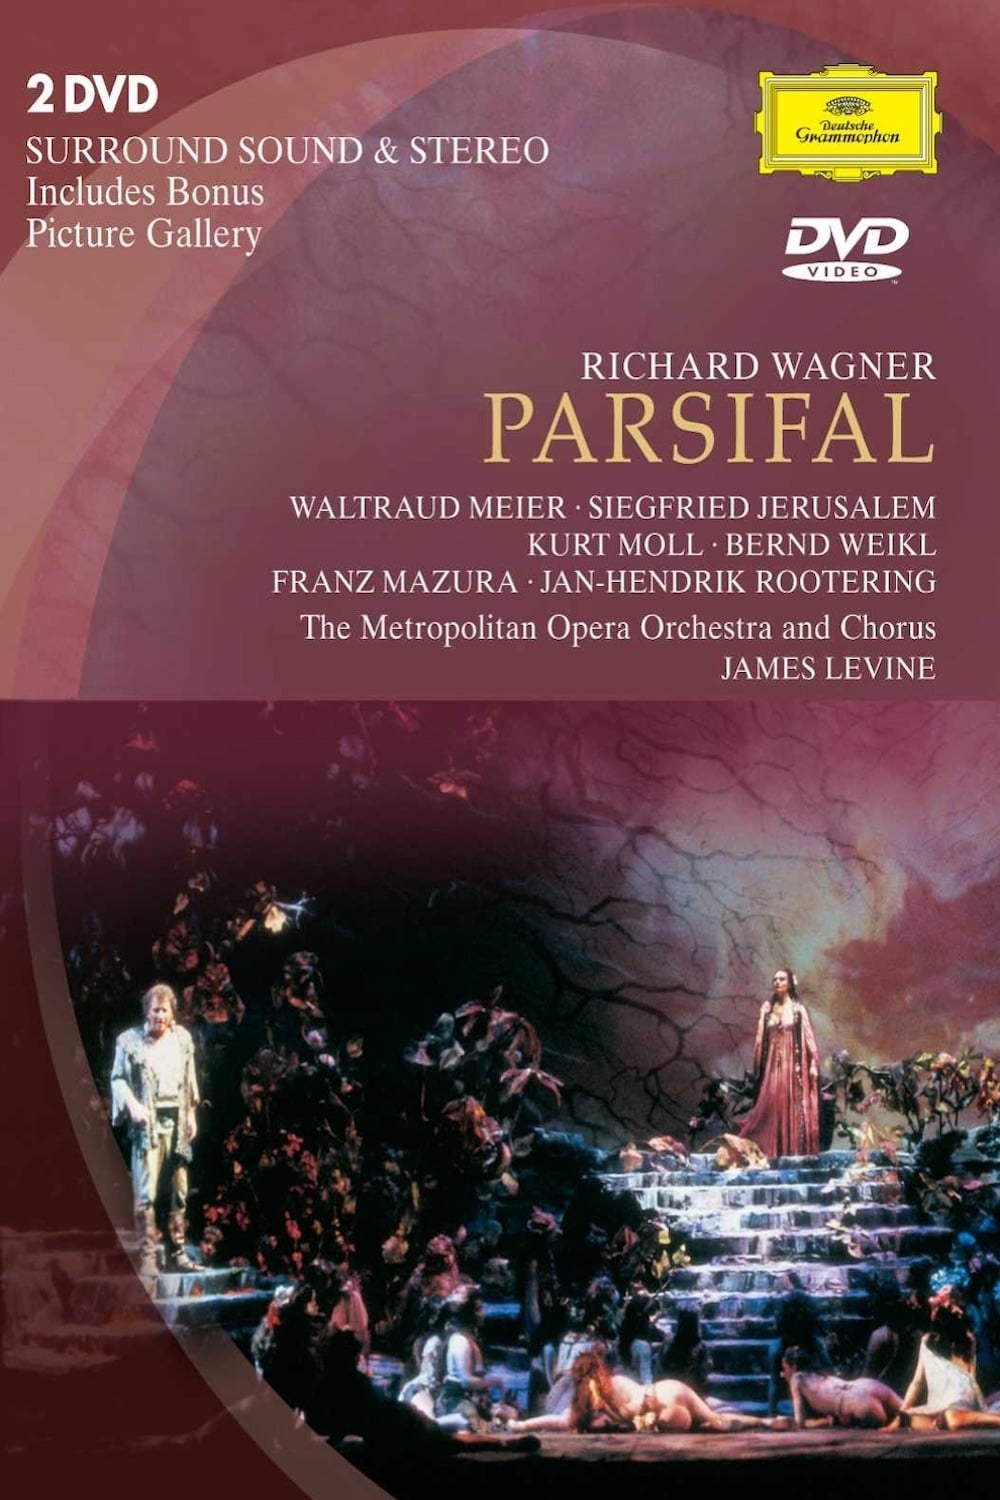 2 DVD
SURROUND SOUND & STEREO
Includes Bonus
Picture Gallery
Deutsche
Grammophon
DVD
VIDEO
TM
RICHARD WAGNER
PARSIFAL
WALTRAUD MEIER · SIEGFRIED JERUSALEM
KURT MOLL · BERND WEIKL
FRANZ MAZURA · JAN-HENDRIK ROOTERING
The Metropolitan Opera Orchestra and Chorus
JAMES LEVINE